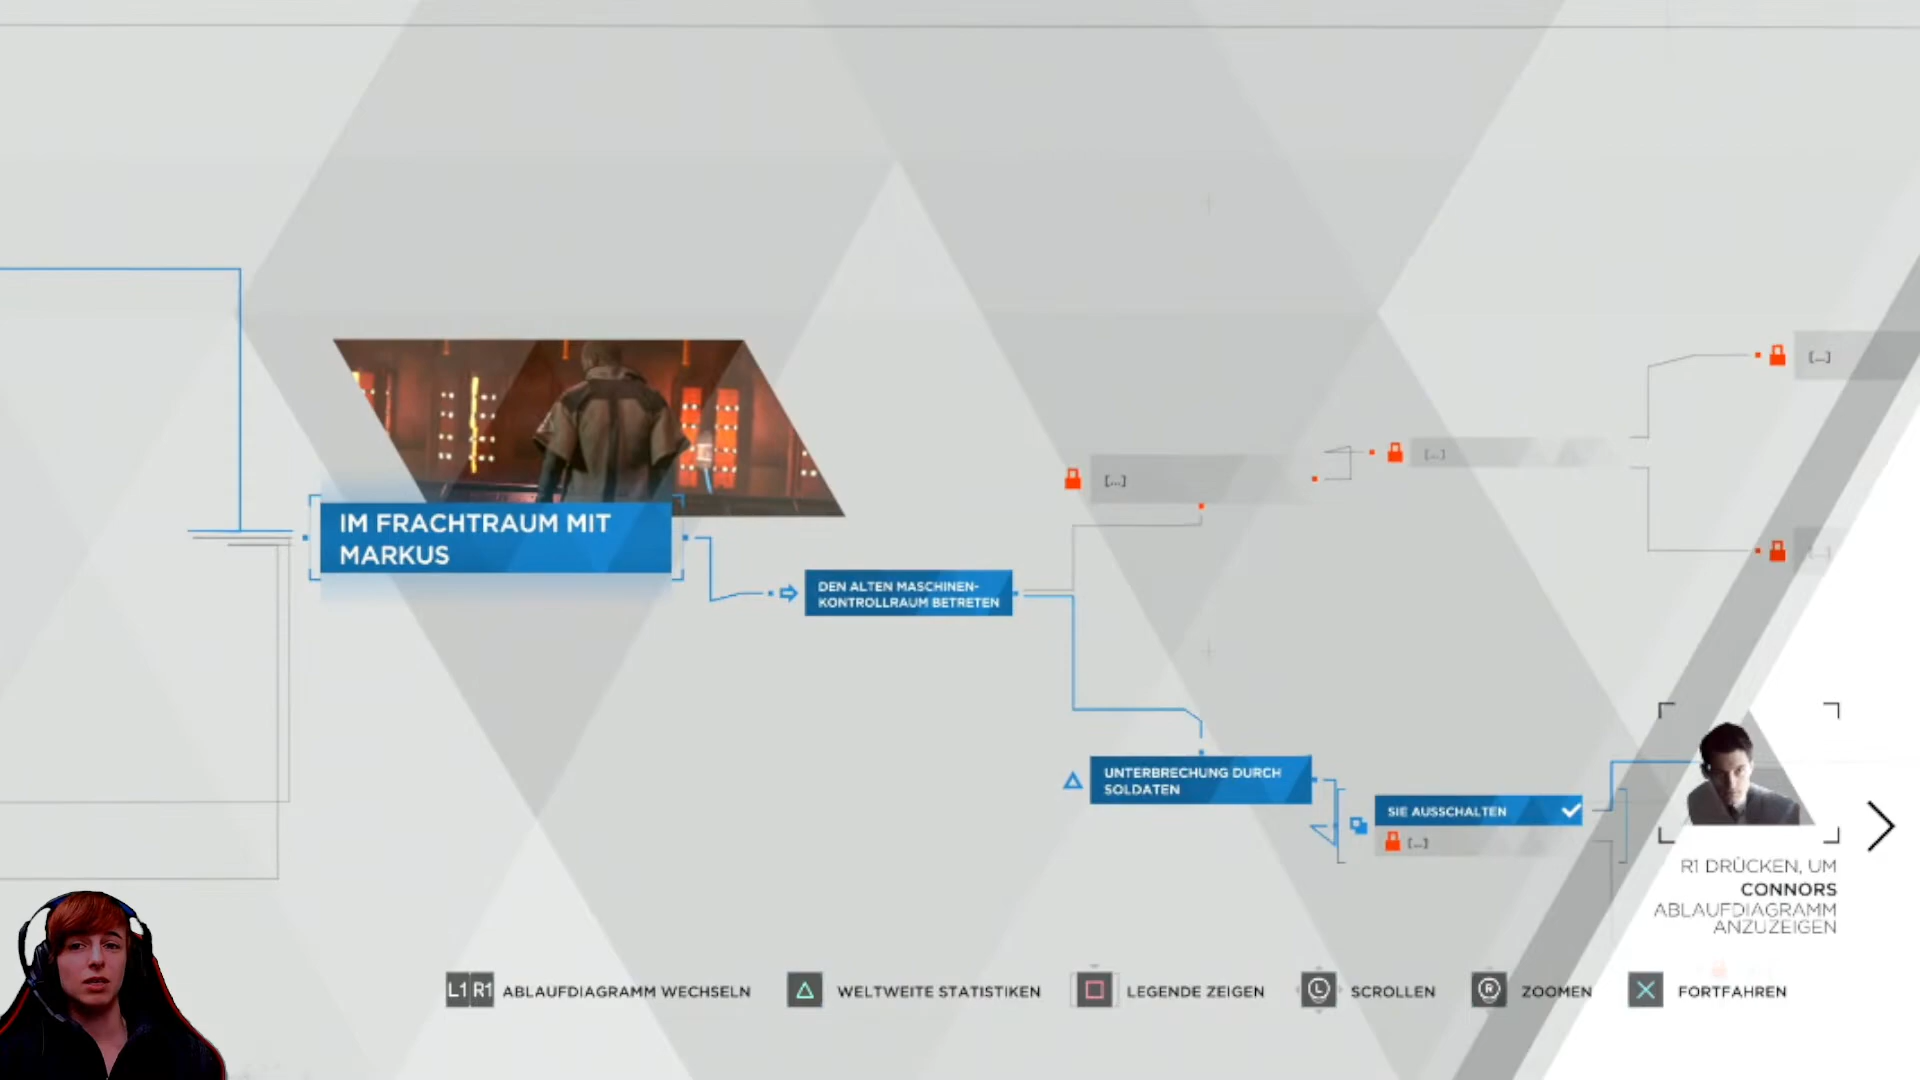 [...]
[...]
[...]
IM FRACHTRAUM MIT
MARKUS
DEN ALTEN MASCHINEN-
KONTROLLRAUM BETRETEN
UNTERBRECHUNG DURCH
SOLDATEN
SIE AUSSCHALTEN
[...]
R1 DRÜCKEN, UM
CONNORS
ABLAUFDIAGRAMM
ANZUZEIGEN
L1 R1 ABLAUFDIAGRAMM WECHSELN
WELTWEITE STATISTIKEN
LEGENDE ZEIGEN
L SCROLLEN
R ZOOMEN
FORTFAHREN